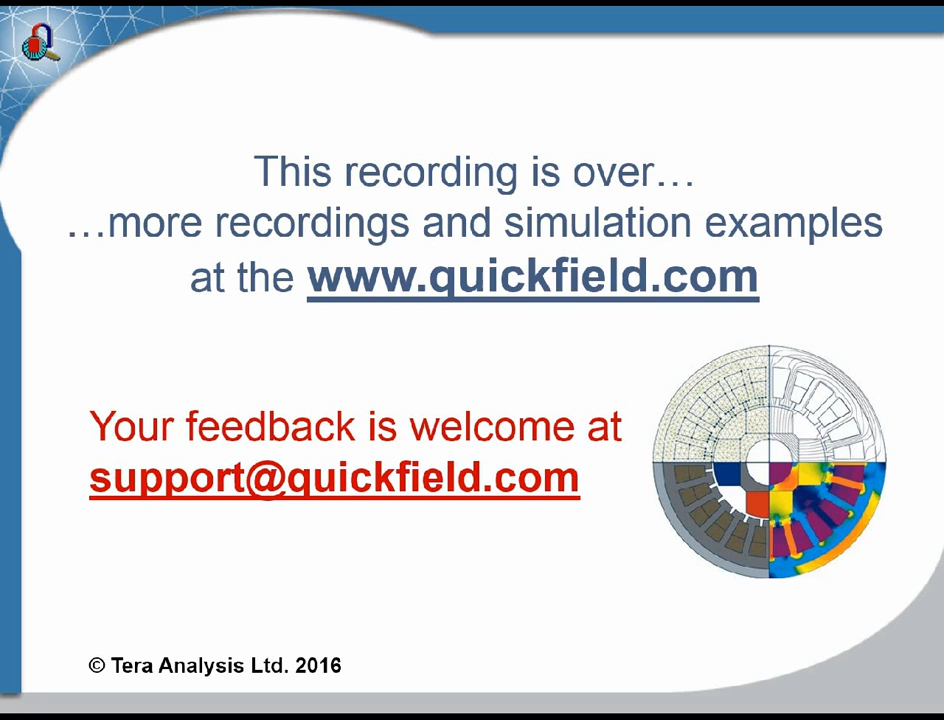 This recording is over…
…more recordings and simulation examples
at the www.quickfield.com
Your feedback is welcome at
support@quickfield.com
© Tera Analysis Ltd. 2016